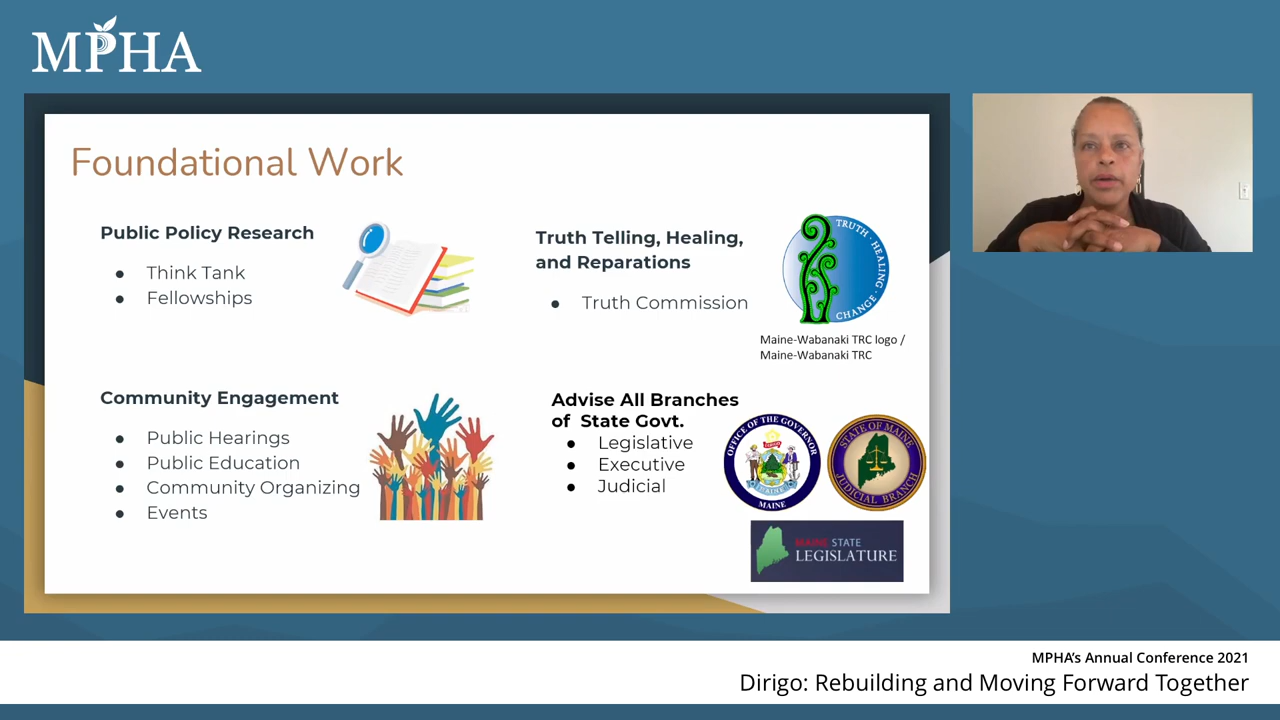 MPHA
Foundational Work
Public Policy Research
● Think Tank
● Fellowships
Truth Telling, Healing,
and Reparations
● Truth Commission
TRUTH · HEALING · CHANGE ·
Maine-Wabanaki TRC logo /
Maine-Wabanaki TRC
Community Engagement
● Public Hearings
● Public Education
● Community Organizing
● Events
Advise All Branches
of State Govt.
● Legislative
● Executive
● Judicial
OFFICE OF THE GOVERNOR
MAINE
STATE OF MAINE
JUDICIAL BRANCH
MAINE STATE
LEGISLATURE
MPHA's Annual Conference 2021
Dirigo: Rebuilding and Moving Forward Together